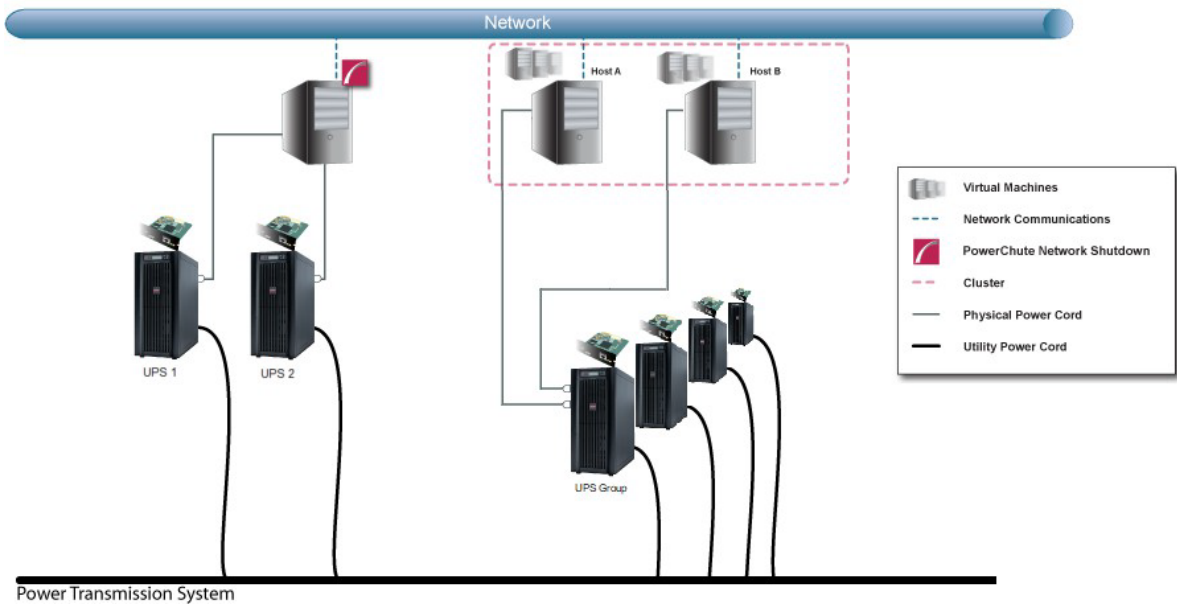 Network
Host A
Host B
Virtual Machines
Network Communications
PowerChute Network Shutdown
Cluster
Physical Power Cord
Utility Power Cord
UPS 1
UPS 2
UPS Group
Power Transmission System